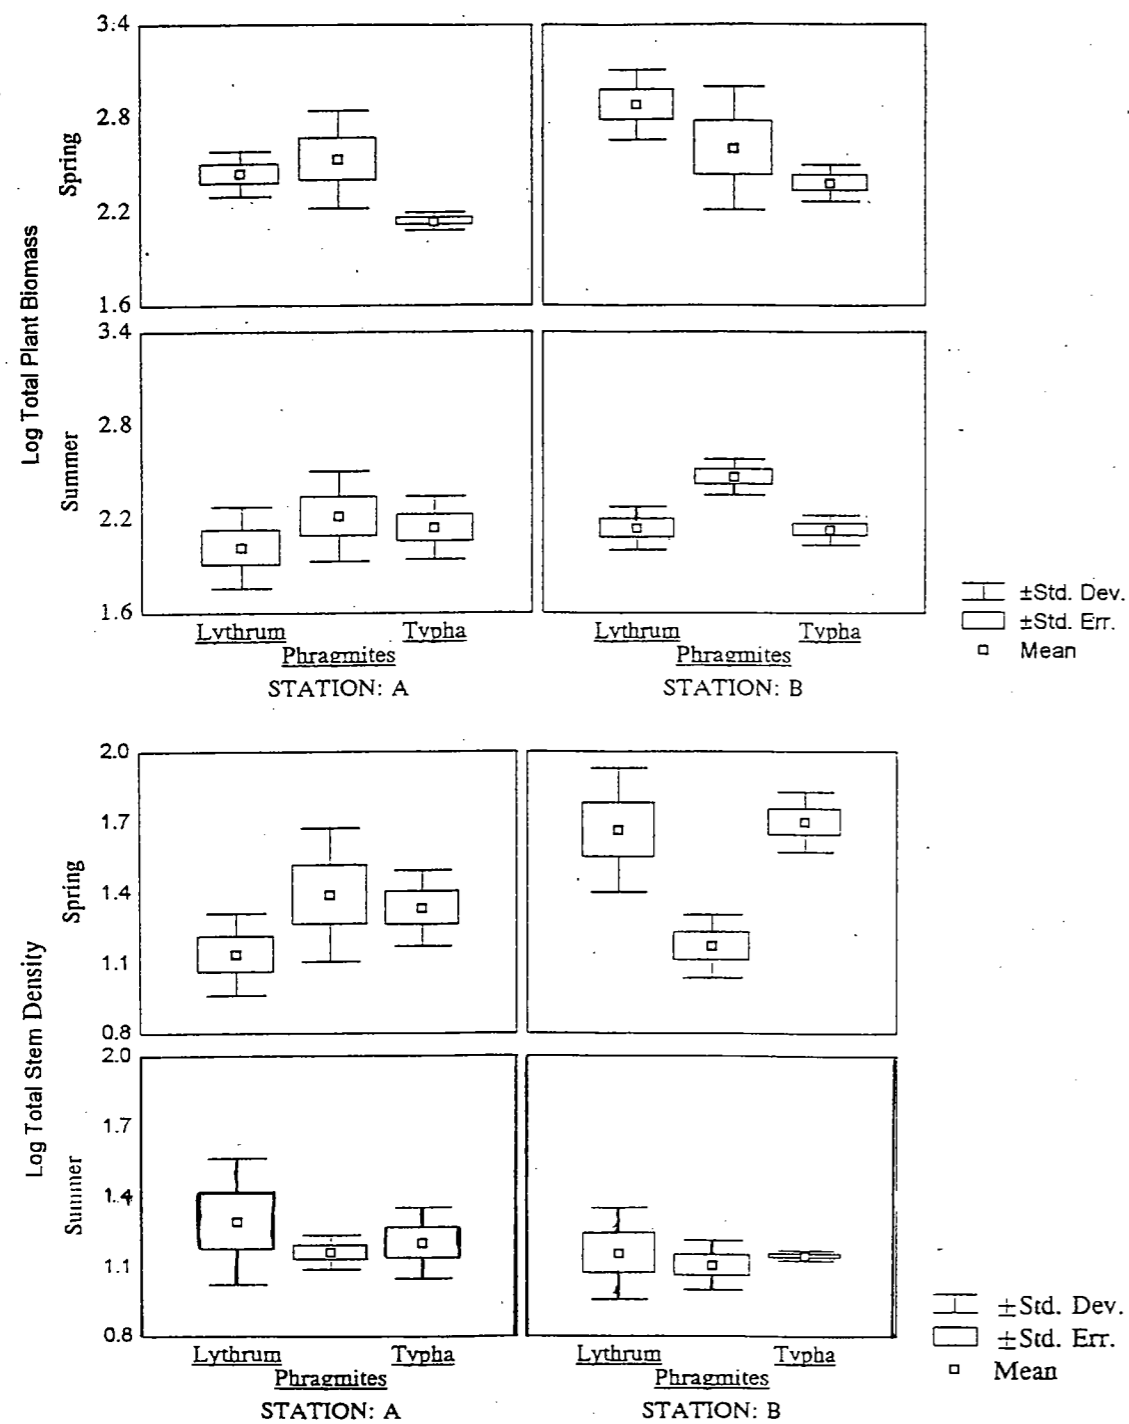 3.4
2.8
2.2
1.6
Spring
3.4
2.8
2.2
1.6
Summer
Log Total Plant Biomass
Lythrum
Typha
Lythrum
Typha
Phragmites
Phragmites
STATION: A
STATION: B
±Std. Dev.
±Std. Err.
Mean
2.0
1.7
1.4
1.1
0.8
Spring
2.0
1.7
1.4
1.1
0.8
Summer
Log Total Stem Density
Lythrum
Typha
Lythrum
Typha
Phragmites
Phragmites
STATION: A
STATION: B
±Std. Dev.
±Std. Err.
Mean